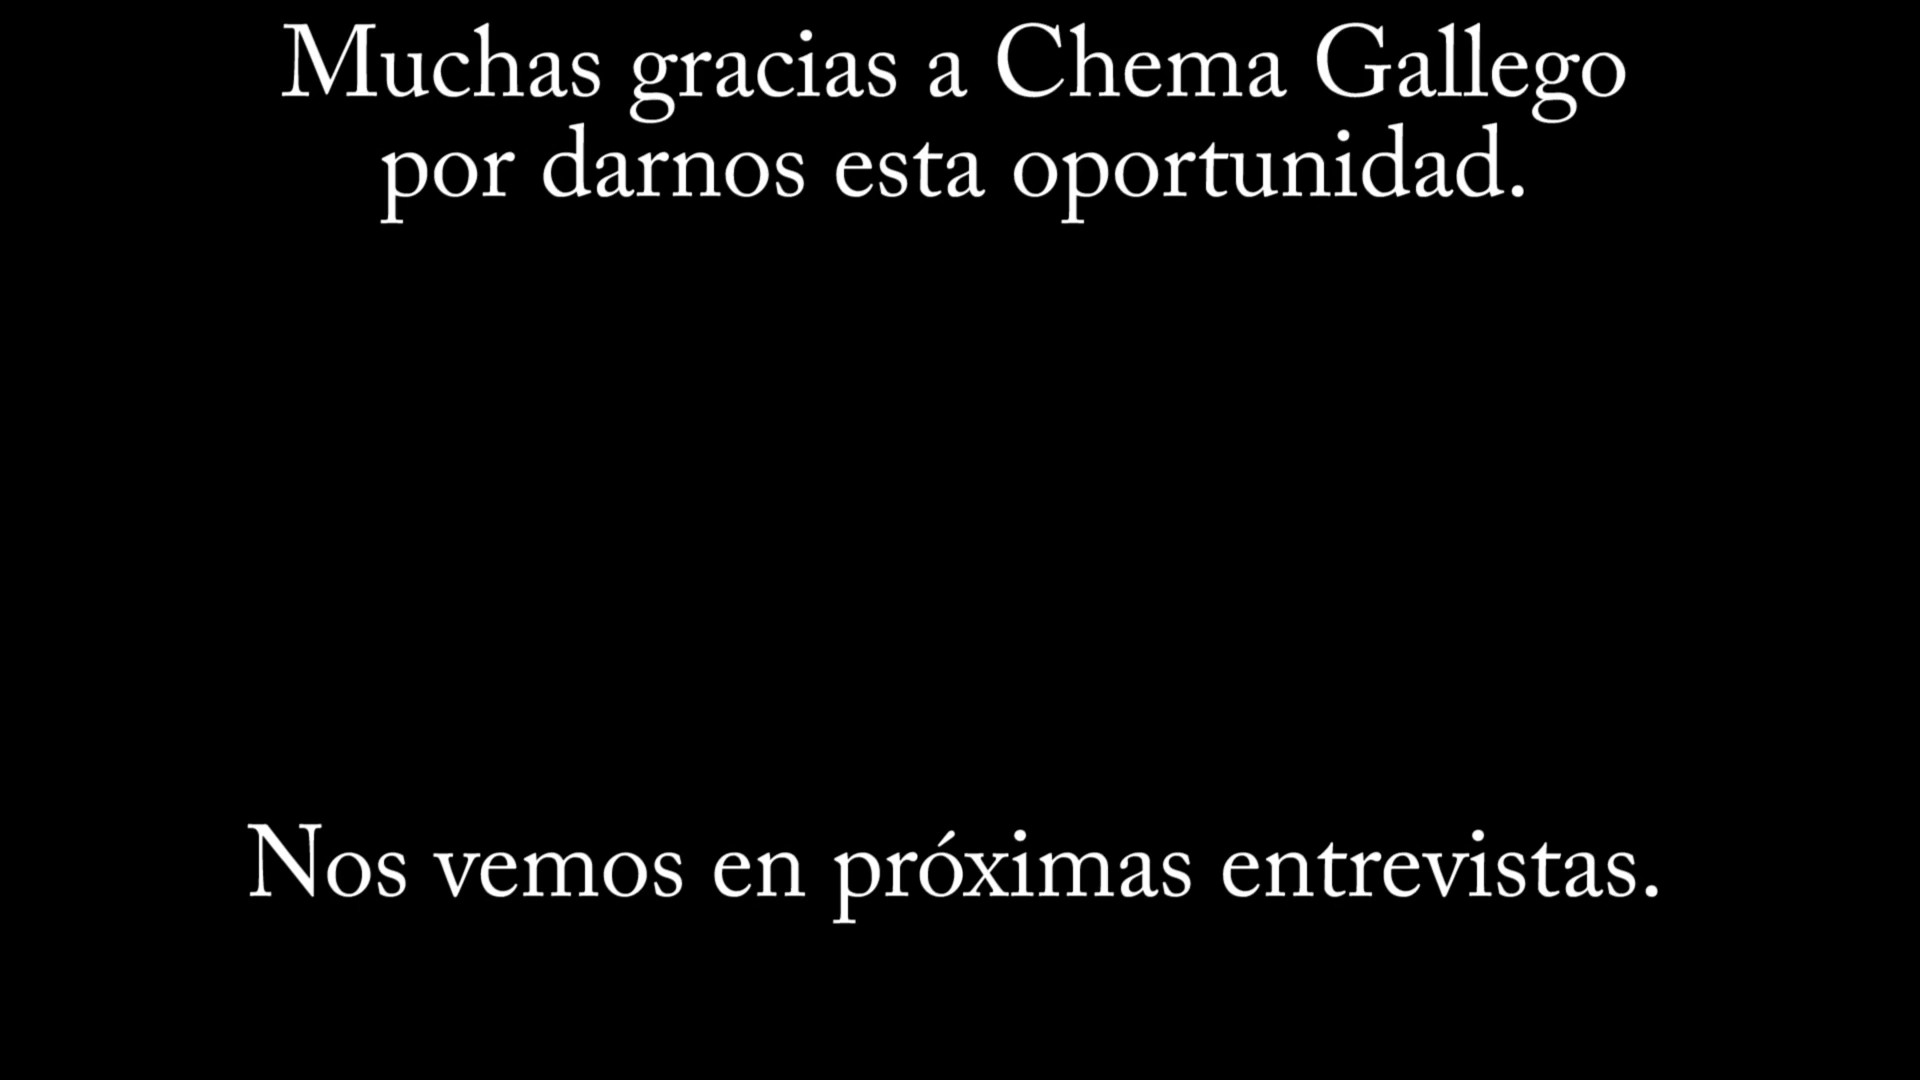 Muchas gracias a Chema Gallego
por darnos esta oportunidad.
Nos vemos en próximas entrevistas.